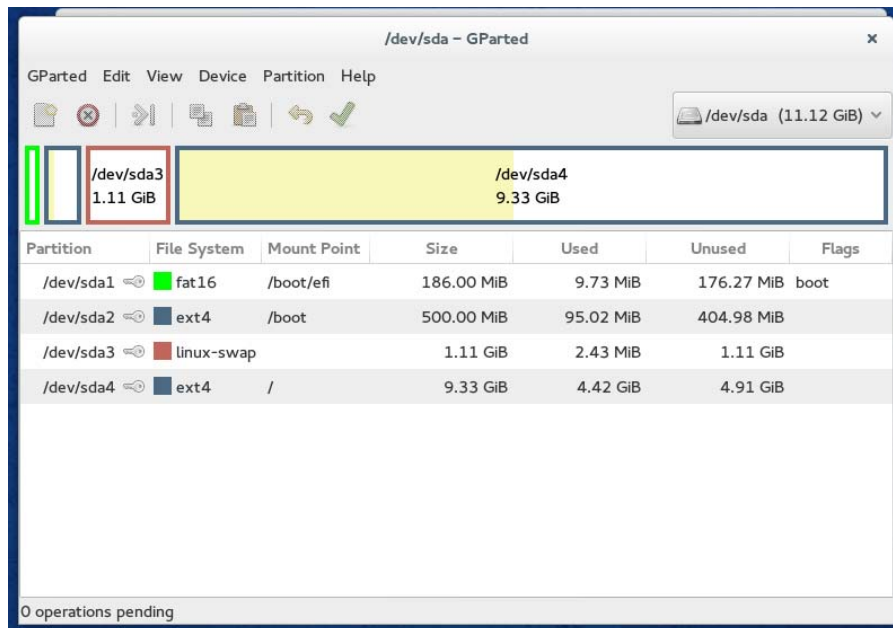 /dev/sda – GParted
GParted Edit View Device Partition Help
/dev/sda (11.12 GiB)
/dev/sda3 /dev/sda4
1.11 GiB 9.33 GiB
Partition File System Mount Point Size Used Unused Flags
/dev/sda1 fat16 /boot/efi 186.00 MiB 9.73 MiB 176.27 MiB boot
/dev/sda2 ext4 /boot 500.00 MiB 95.02 MiB 404.98 MiB
/dev/sda3 linux-swap 1.11 GiB 2.43 MiB 1.11 GiB
/dev/sda4 ext4 / 9.33 GiB 4.42 GiB 4.91 GiB
0 operations pending